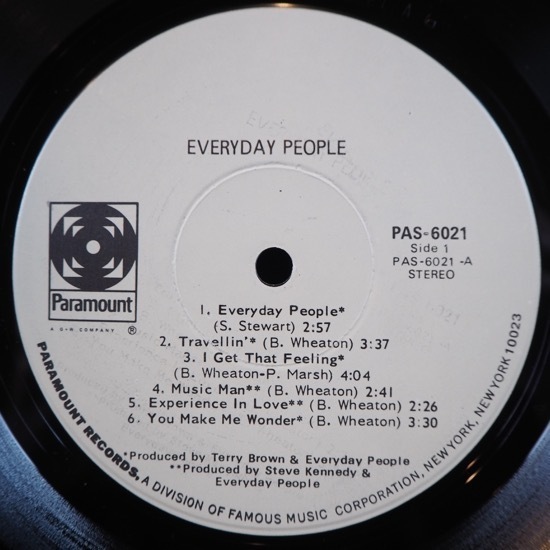 EVERYDAY PEOPLE
Paramount
A G+W COMPANY ®
PAS-6021
Side 1
PAS-6021 -A
STEREO
1. Everyday People*
(S. Stewart) 2:57
2. Travellin'* (B. Wheaton) 3:37
3. I Get That Feeling*
(B. Wheaton-P. Marsh) 4:04
4. Music Man** (B. Wheaton) 2:41
5. Experience In Love** (B. Wheaton) 2:26
6. You Make Me Wonder* (B. Wheaton) 3:30
*Produced by Terry Brown & Everyday People
**Produced by Steve Kennedy &
Everyday People
PARAMOUNT RECORDS, A DIVISION OF FAMOUS MUSIC CORPORATION, NEW YORK, NEW YORK 10023